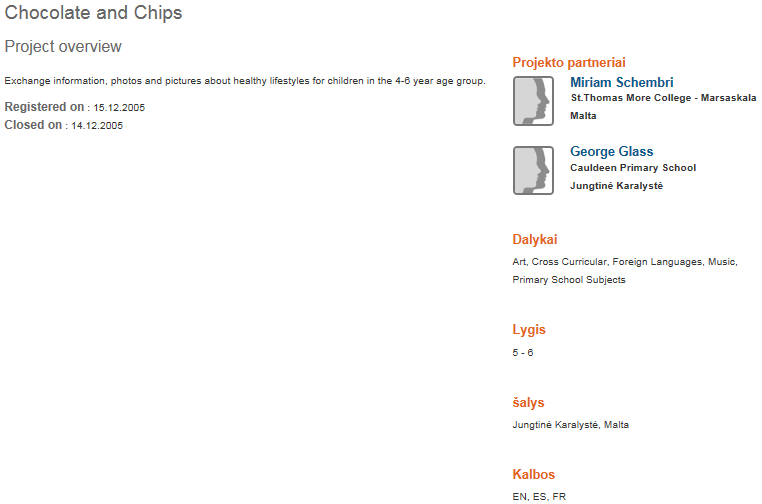 Chocolate and Chips
Project overview
Exchange information, photos and pictures about healthy lifestyles for children in the 4-6 year age group.
Registered on : 15.12.2005
Closed on : 14.12.2005
Projekto partneriai
Miriam Schembri
St.Thomas More College - Marsaskala
Malta
George Glass
Cauldeen Primary School
Jungtinė Karalystė
Dalykai
Art, Cross Curricular, Foreign Languages, Music,
Primary School Subjects
Lygis
5 - 6
šalys
Jungtinė Karalystė, Malta
Kalbos
EN, ES, FR